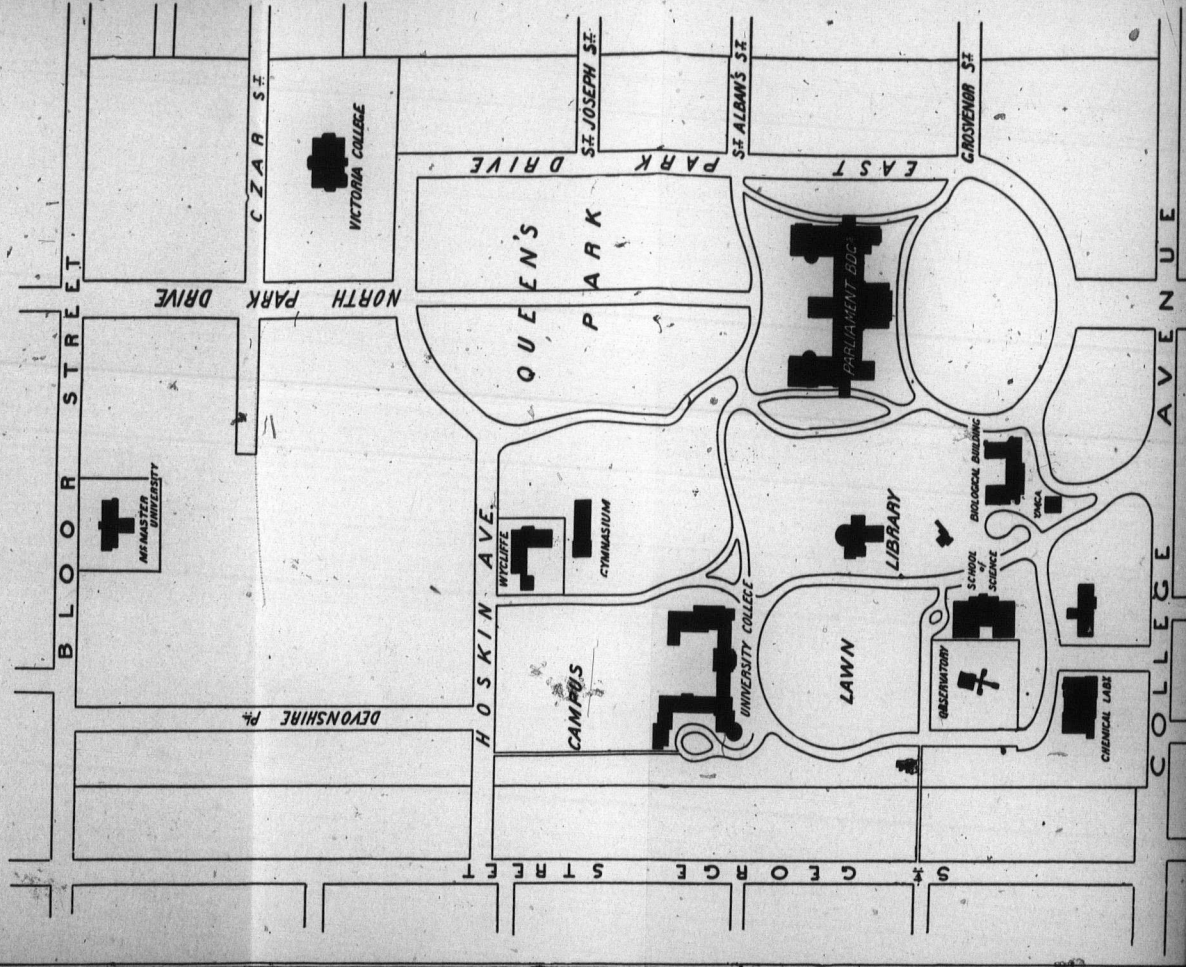 BLOOR STREET
CZAR ST.
VICTORIA COLLEGE
ST. JOSEPH ST.
ST. ALBAN'S ST.
GROSVENOR ST.
EAST PARK DRIVE
NORTH PARK DRIVE
QUEEN'S
PARK
PARLIAMENT BDGS
McMASTER
UNIVERSITY
HOSKIN AVE.
WYCLIFFE
GYMNASIUM
LIBRARY
BIOLOGICAL BUILDING
YMCA
SCHOOL
of
SCIENCE
UNIVERSITY COLLEGE
LAWN
CAMPUS
OBSERVATORY
CHEMICAL LABS
COLLEGE AVENUE
DEVONSHIRE PL.
ST. GEORGE STREET